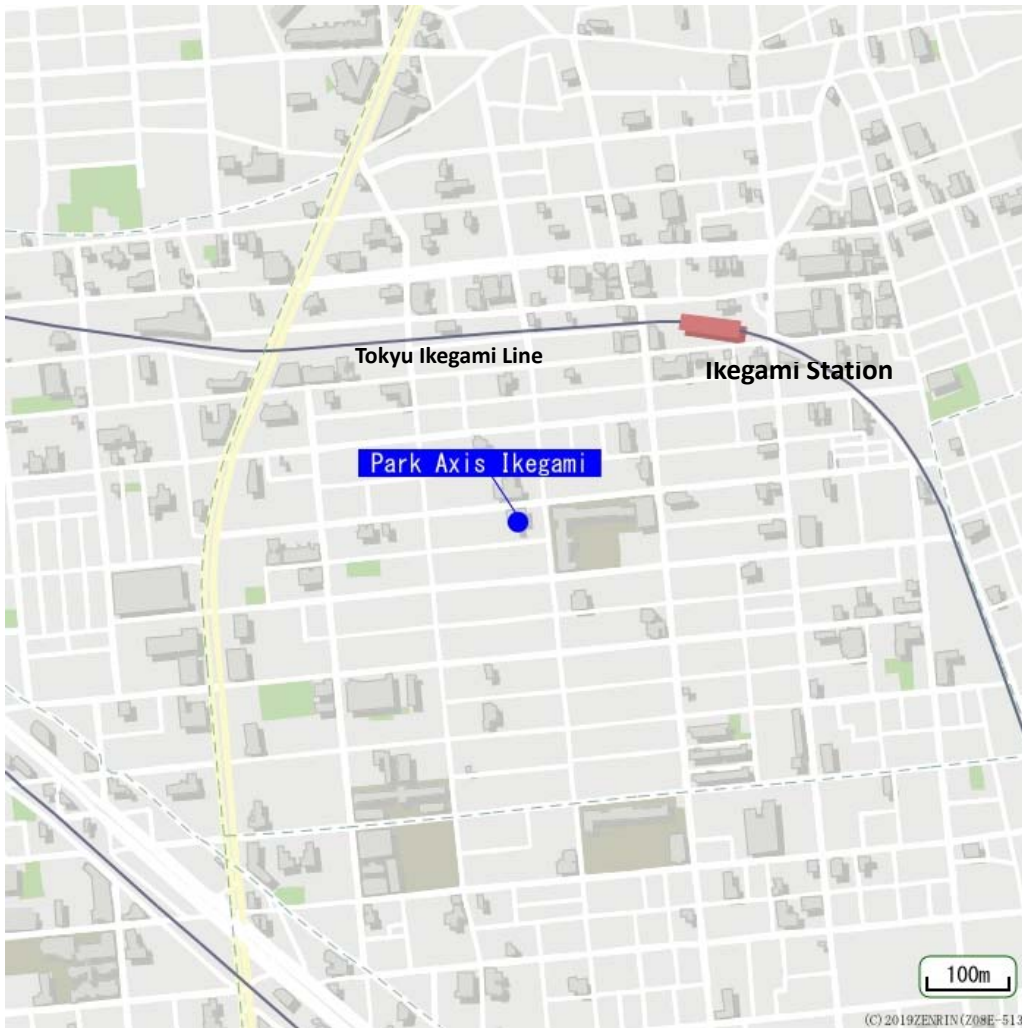 Tokyu Ikegami Line
Ikegami Station
Park Axis Ikegami
100m
(C)2019ZENRIN(Z08E-513